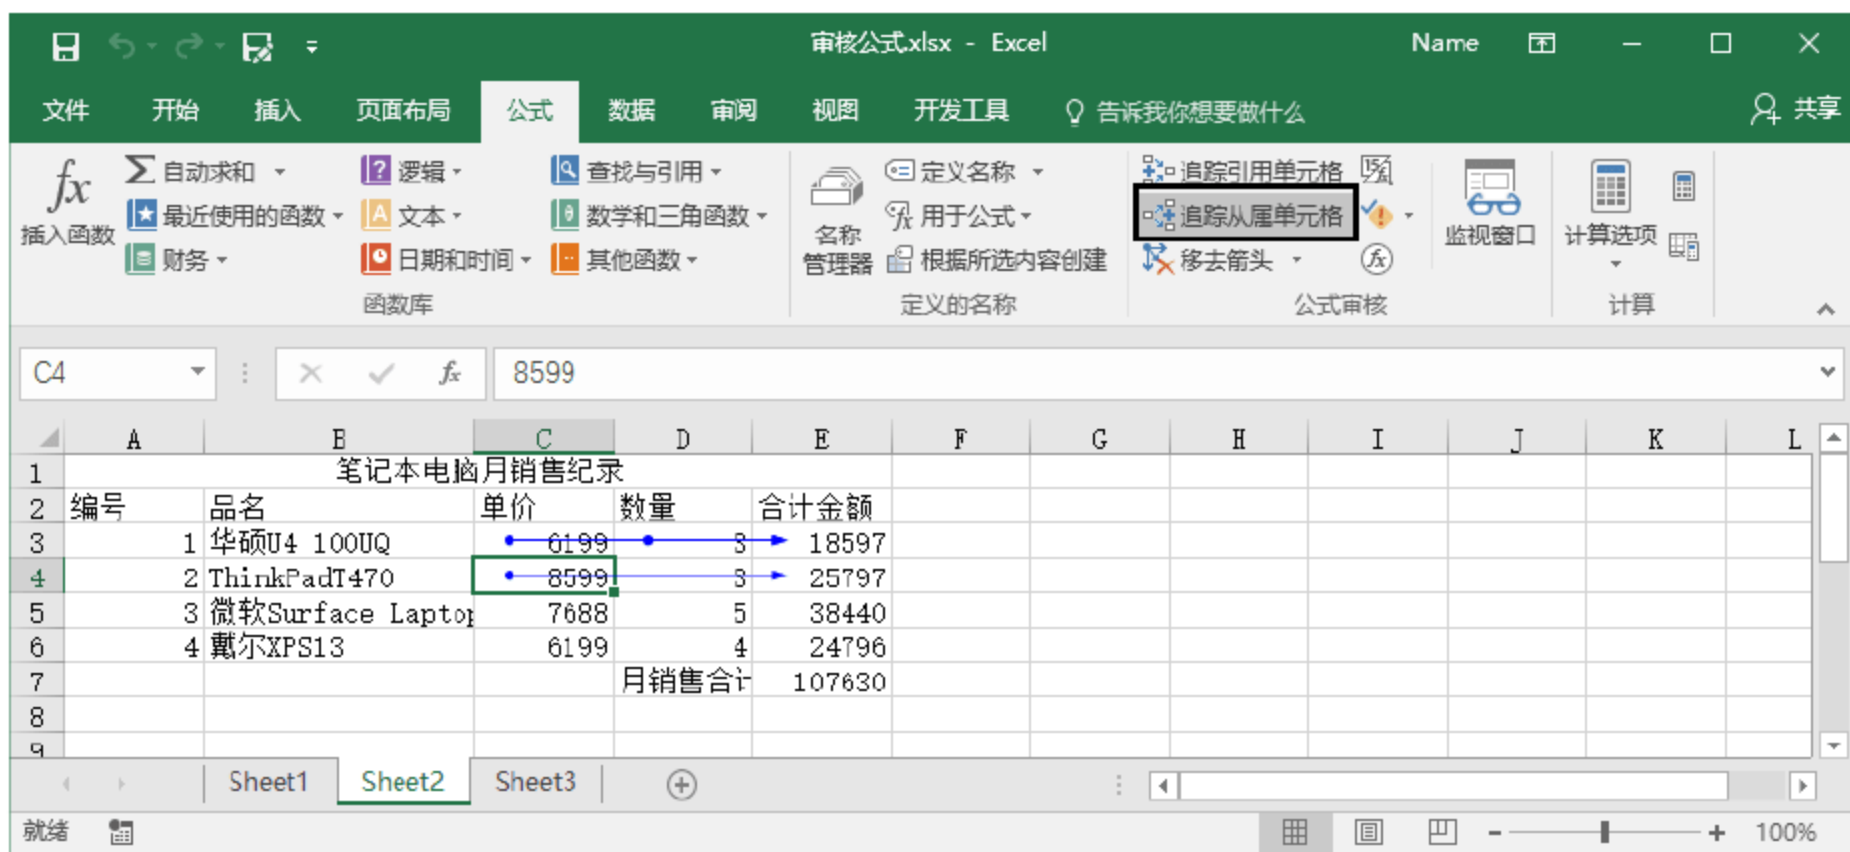 审核公式.xlsx - Excel Name
文件 开始 插入 页面布局 公式 数据 审阅 视图 开发工具 告诉我你想要做什么 共享
fx 自动求和 逻辑 查找与引用 定义名称 追踪引用单元格
最近使用的函数 文本 数学和三角函数 用于公式 追踪从属单元格
插入函数 财务 日期和时间 其他函数 名称管理器 根据所选内容创建 移去箭头 监视窗口 计算选项
函数库 定义的名称 公式审核 计算
C4 fx 8599
A B C D E F G H I J K L
1 笔记本电脑月销售纪录
2 编号 品名 单价 数量 合计金额
3 1 华硕U4 100UQ 6199 3 18597
4 2 ThinkPadT470 8599 3 25797
5 3 微软Surface Laptop 7688 5 38440
6 4 戴尔XPS13 6199 4 24796
7 月销售合计 107630
8
9
Sheet1 Sheet2 Sheet3
就绪 100%